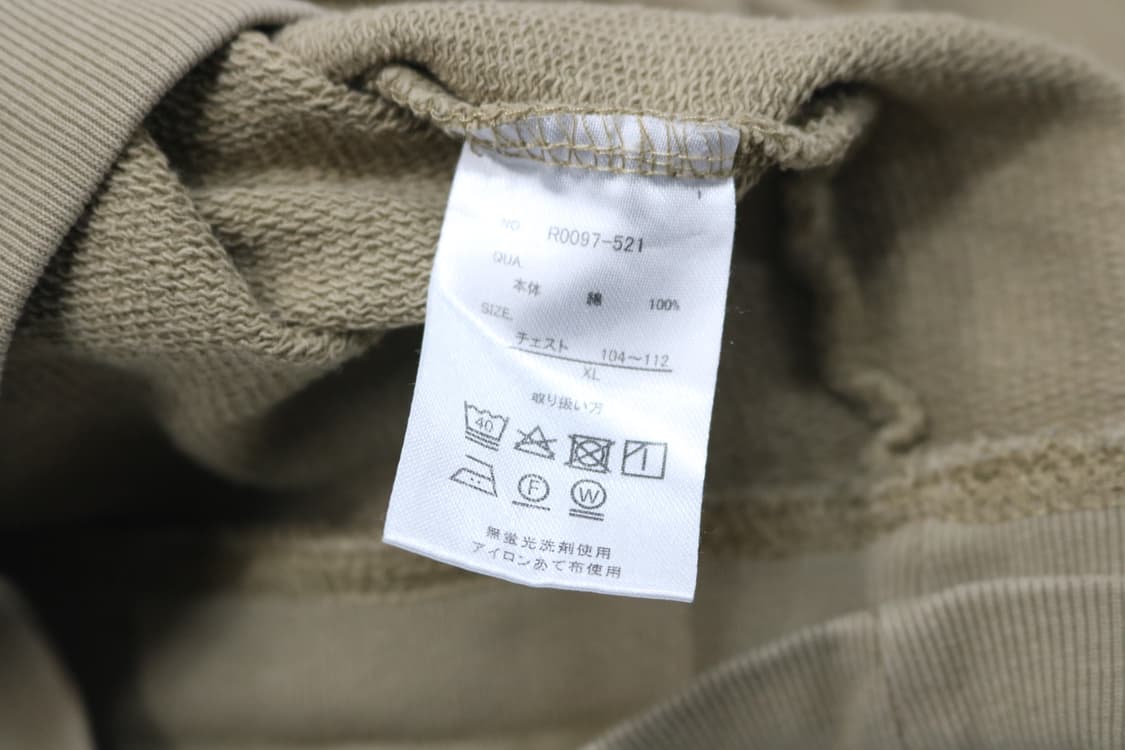 NO. R0097-521
QUA.
本体 綿 100%
SIZE.
チェスト 104～112
XL
取り扱い方
40
F W
無蛍光洗剤使用
アイロンあて布使用